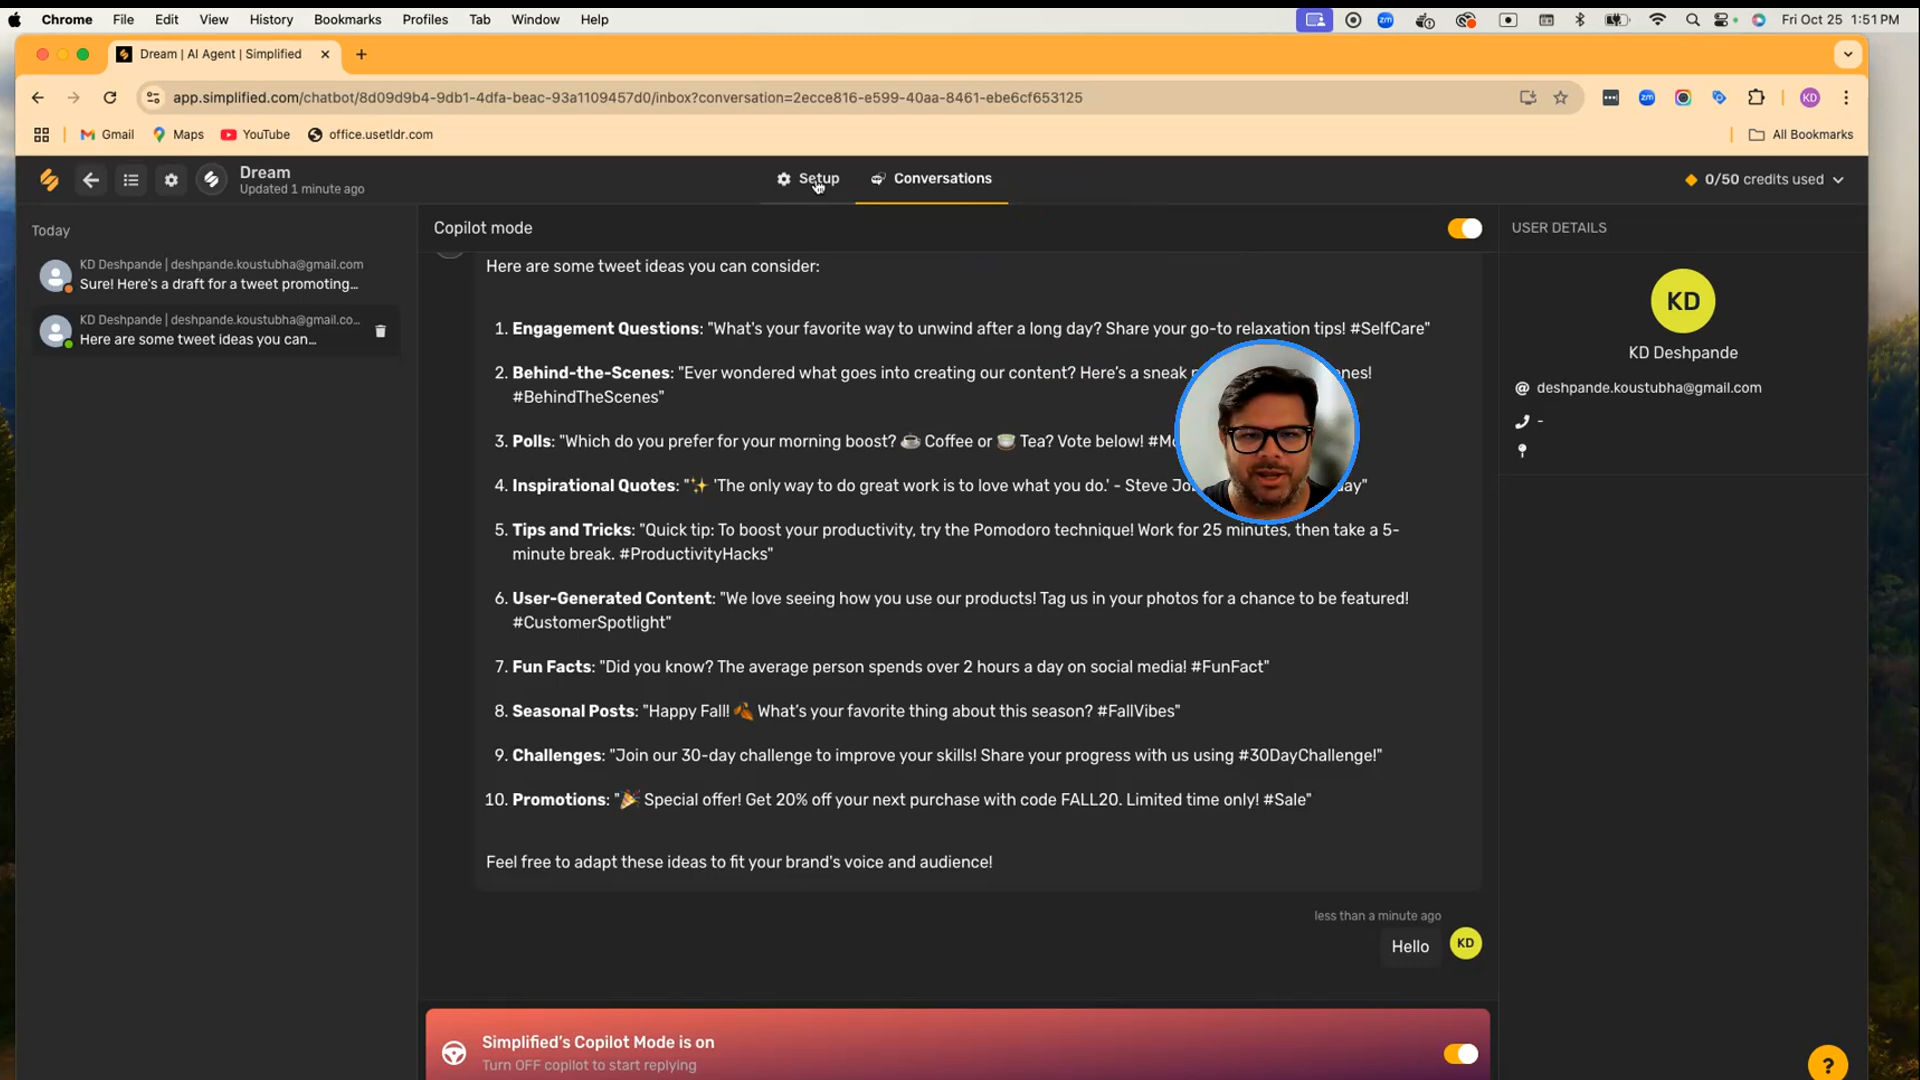 Chrome File Edit View History Bookmarks Profiles Tab Window Help zm Fri Oct 25 1:51 PM
Dream | AI Agent | Simplified
app.simplified.com/chatbot/8d09d9b4-9db1-4dfa-beac-93a1109457d0/inbox?conversation=2ecce816-e599-40aa-8461-ebe6cf653125 zm KD
Gmail Maps YouTube office.usetldr.com All Bookmarks
Dream
Updated 1 minute ago
Setup Conversations
0/50 credits used
Today
KD Deshpande | deshpande.koustubha@gmail.com
Sure! Here's a draft for a tweet promoting...
KD Deshpande | deshpande.koustubha@gmail.co...
Here are some tweet ideas you can...
Copilot mode
Here are some tweet ideas you can consider:
1. Engagement Questions: "What's your favorite way to unwind after a long day? Share your go-to relaxation tips! #SelfCare"
2. Behind-the-Scenes: "Ever wondered what goes into creating our content? Here's a sneak
#BehindTheScenes"
3. Polls: "Which do you prefer for your morning boost? ☕ Coffee or 🍵 Tea? Vote below!
4. Inspirational Quotes: "✨ 'The only way to do great work is to love what you do.' - Steve
5. Tips and Tricks: "Quick tip: To boost your productivity, try the Pomodoro technique! Work for 25 minutes, then take a 5-
minute break. #ProductivityHacks"
6. User-Generated Content: "We love seeing how you use our products! Tag us in your photos for a chance to be featured!
#CustomerSpotlight"
7. Fun Facts: "Did you know? The average person spends over 2 hours a day on social media! #FunFact"
8. Seasonal Posts: "Happy Fall! 🍂 What's your favorite thing about this season? #FallVibes"
9. Challenges: "Join our 30-day challenge to improve your skills! Share your progress with us using #30DayChallenge!"
10. Promotions: "🎉 Special offer! Get 20% off your next purchase with code FALL20. Limited time only! #Sale"
Feel free to adapt these ideas to fit your brand's voice and audience!
less than a minute ago
Hello KD
Simplified's Copilot Mode is on
Turn OFF copilot to start replying
USER DETAILS
KD
KD Deshpande
@ deshpande.koustubha@gmail.com
-
?